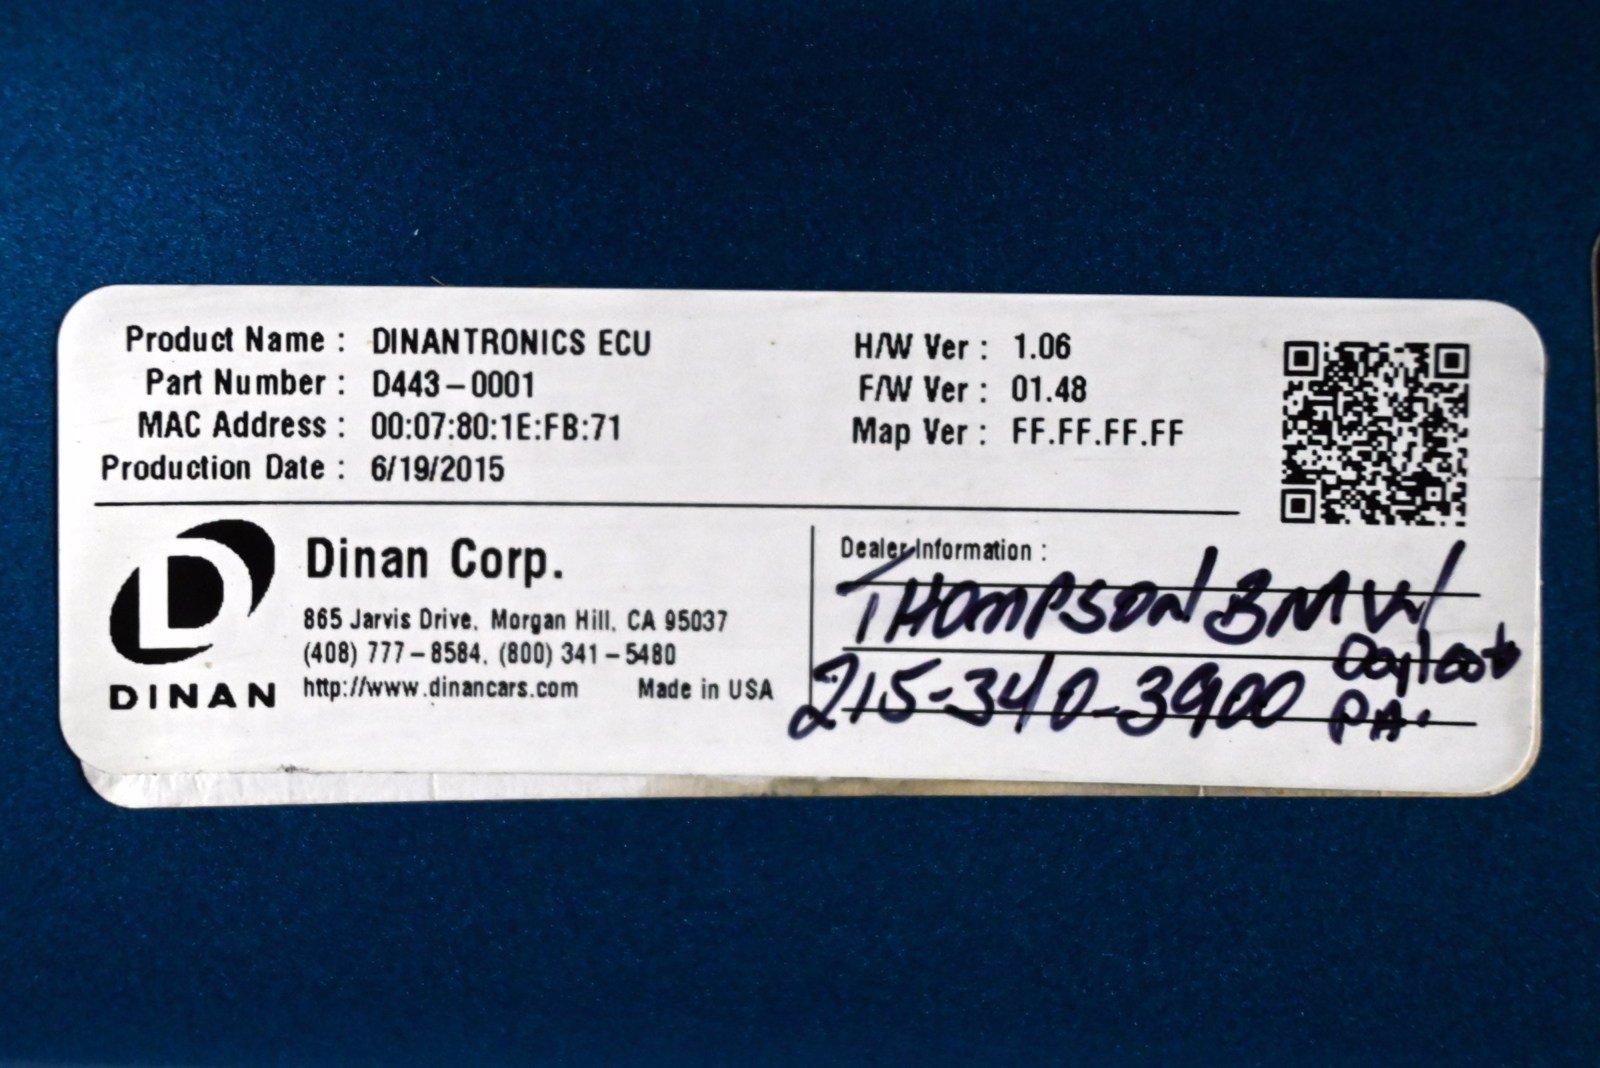 Product Name : DINANTRONICS ECU
Part Number : D443-0001
MAC Address : 00:07:80:1E:FB:71
Production Date : 6/19/2015
H/W Ver : 1.06
F/W Ver : 01.48
Map Ver : FF.FF.FF.FF
DINAN
Dinan Corp.
865 Jarvis Drive, Morgan Hill, CA 95037
(408) 777-8584, (800) 341-5480
http://www.dinancars.com Made in USA
Dealer Information :
THOMPSON BMW
215-340-3900
PA.